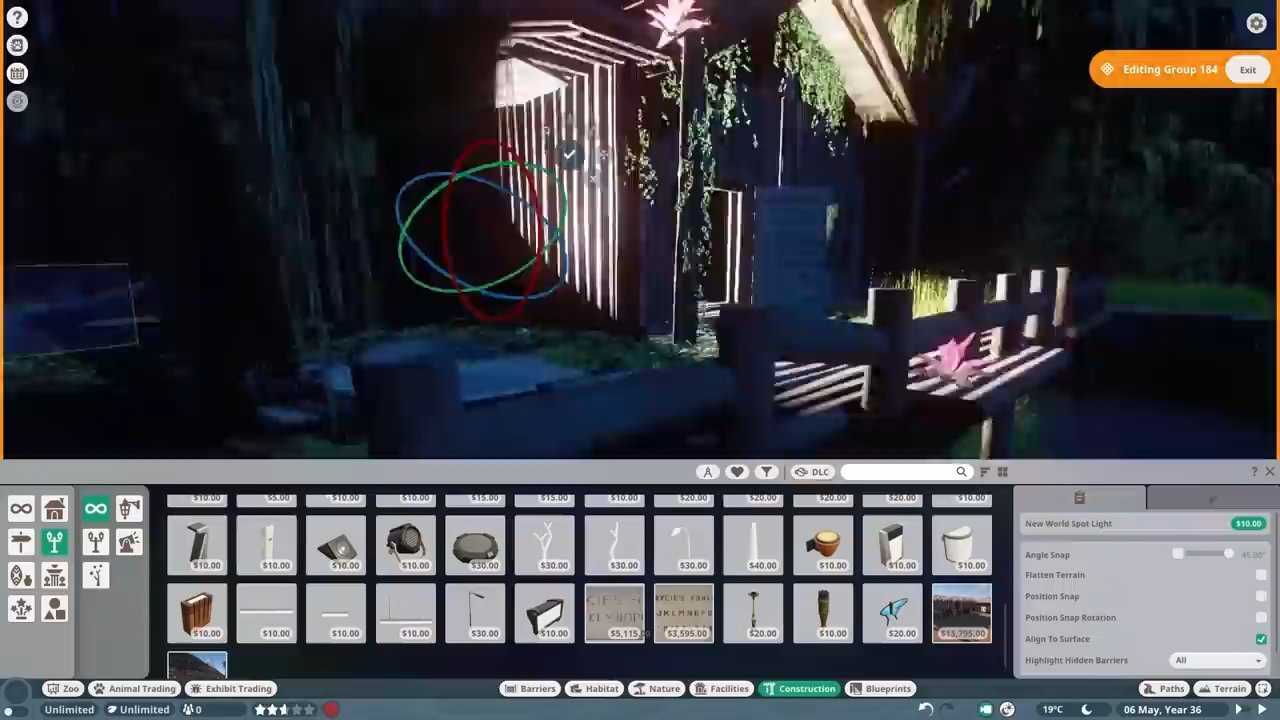 Editing Group 184 Exit
DLC
$10.00 $5.00 $10.00 $10.00 $15.00 $15.00 $10.00 $20.00 $20.00 $20.00 $20.00 $10.00
New World Spot Light $10.00
$10.00 $10.00 $10.00 $10.00 $30.00 $30.00 $30.00 $30.00 $40.00 $10.00 $10.00 $10.00
Angle Snap 45.00°
Flatten Terrain
Position Snap
Position Snap Rotation
$10.00 $10.00 $10.00 $10.00 $30.00 $10.00 $5,115.00 $3,595.00 $20.00 $10.00 $20.00 $15,795.00
Align To Surface
Highlight Hidden Barriers All
Zoo Animal Trading Exhibit Trading Barriers Habitat Nature Facilities Construction Blueprints Paths Terrain
Unlimited Unlimited 0 19°C 06 May, Year 36